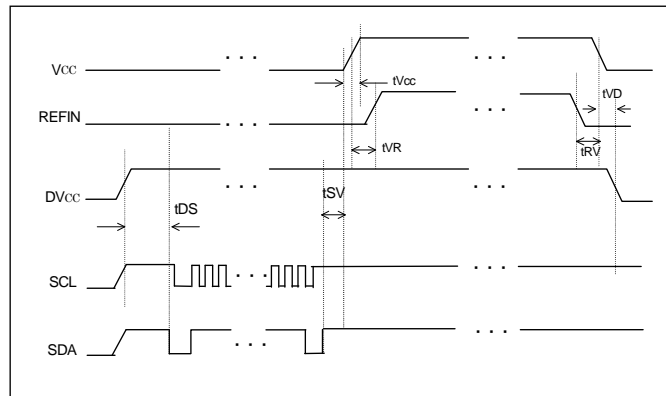 . . .
VCC
tVcc
tVD
REFIN
. . .
tVR
tRV
. . .
DVCC
tSV
. . .
tDS
SCL
. . .
. . .
SDA
. . .
. . .